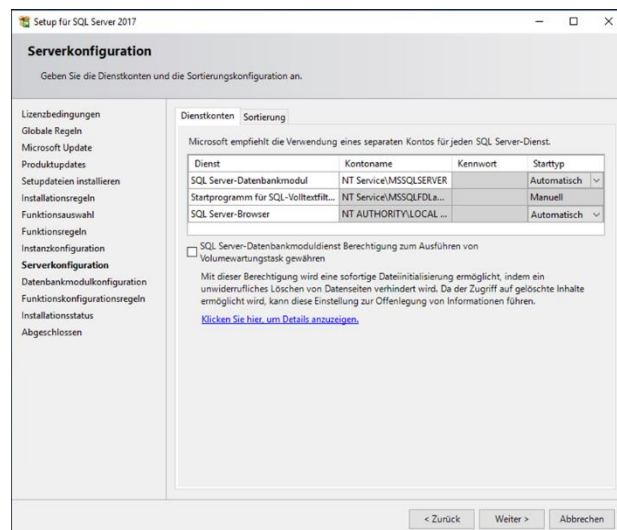 Setup für SQL Server 2017
Serverkonfiguration
Geben Sie die Dienstkonten und die Sortierungskonfiguration an.
Lizenzbedingungen
Globale Regeln
Microsoft Update
Produktupdates
Setupdateien installieren
Installationsregeln
Funktionsauswahl
Funktionsregeln
Instanzkonfiguration
Serverkonfiguration
Datenbankmodulkonfiguration
Funktionskonfigurationsregeln
Installationsstatus
Abgeschlossen
Dienstkonten Sortierung
Microsoft empfiehlt die Verwendung eines separaten Kontos für jeden SQL Server-Dienst.
Dienst Kontoname Kennwort Starttyp
SQL Server-Datenbankmodul NT Service\MSSQLSERVER Automatisch
Startprogramm für SQL-Volltextfilt... NT Service\MSSQLFDLa... Manuell
SQL Server-Browser NT AUTHORITY\LOCAL ... Automatisch
SQL Server-Datenbankmoduldienst Berechtigung zum Ausführen von
Volumewartungstask gewähren
Mit dieser Berechtigung wird eine sofortige Dateiinitialisierung ermöglicht, indem ein
unwiderrufliches Löschen von Datenseiten verhindert wird. Da der Zugriff auf gelöschte Inhalte
ermöglicht wird, kann diese Einstellung zur Offenlegung von Informationen führen.
Klicken Sie hier, um Details anzuzeigen.
< Zurück Weiter > Abbrechen